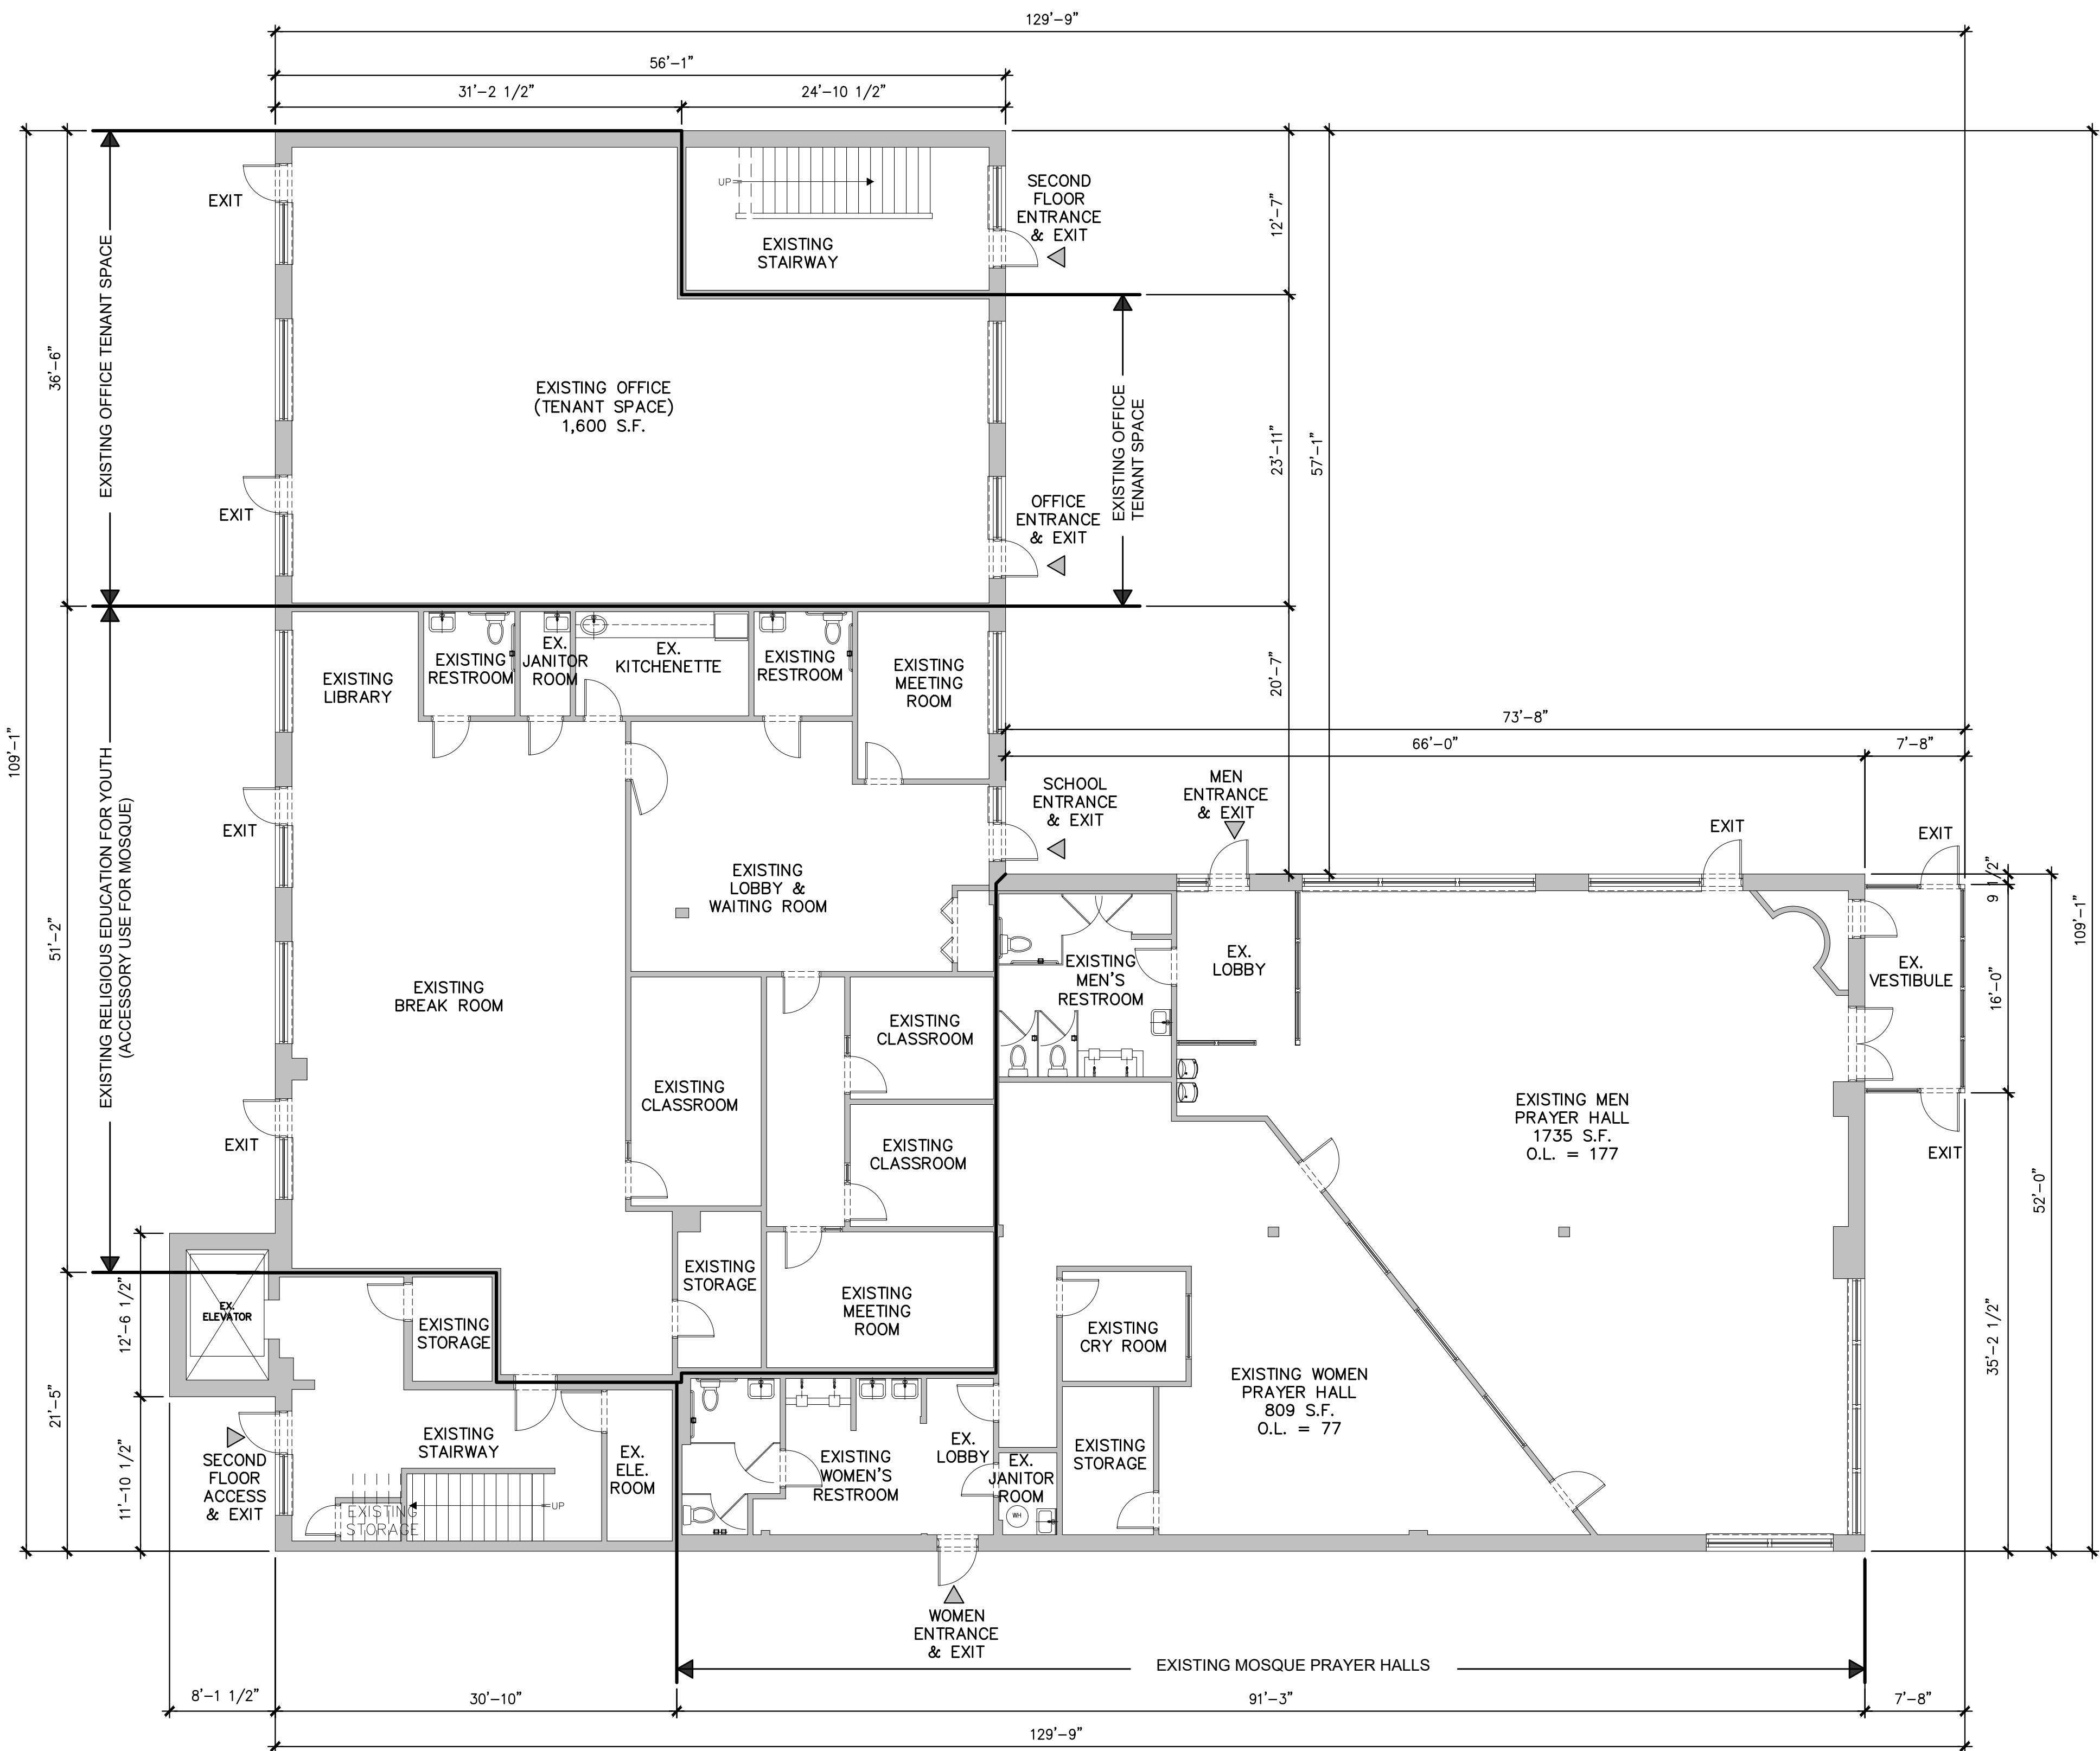 129'-9"
56'-1"
31'-2 1/2"
24'-10 1/2"
EXIT
UP
SECOND
FLOOR
ENTRANCE
& EXIT
12'-7"
EXISTING
STAIRWAY
EXISTING OFFICE TENANT SPACE
36'-6"
EXISTING OFFICE
(TENANT SPACE)
1,600 S.F.
EXISTING OFFICE
TENANT SPACE
23'-11"
57'-1"
EXIT
OFFICE
ENTRANCE
& EXIT
EXISTING
LIBRARY
EXISTING
RESTROOM
EX.
JANITOR
ROOM
EX.
KITCHENETTE
EXISTING
RESTROOM
EXISTING
MEETING
ROOM
20'-7"
109'-1"
73'-8"
66'-0"
7'-8"
EXISTING RELIGIOUS EDUCATION FOR YOUTH
(ACCESSORY USE FOR MOSQUE)
51'-2"
EXIT
SCHOOL
ENTRANCE
& EXIT
MEN
ENTRANCE
& EXIT
EXIT
EXIT
9 1/2"
109'-1"
EXISTING
LOBBY &
WAITING ROOM
EXISTING
BREAK ROOM
EXISTING
MEN'S
RESTROOM
EX.
LOBBY
EX.
VESTIBULE
16'-0"
EXISTING
CLASSROOM
EXISTING
CLASSROOM
EXISTING
CLASSROOM
EXISTING MEN
PRAYER HALL
1735 S.F.
O.L. = 177
EXIT
EXIT
52'-0"
EX.
ELEVATOR
12'-6 1/2"
EXISTING
STORAGE
EXISTING
STORAGE
EXISTING
MEETING
ROOM
EXISTING
CRY ROOM
35'-2 1/2"
EXISTING WOMEN
PRAYER HALL
809 S.F.
O.L. = 77
21'-5"
11'-10 1/2"
SECOND
FLOOR
ACCESS
& EXIT
EXISTING
STAIRWAY
EXISTING
STORAGE
UP
EX.
ELE.
ROOM
EXISTING
WOMEN'S
RESTROOM
EX.
LOBBY
EX.
JANITOR
ROOM
WH
EXISTING
STORAGE
WOMEN
ENTRANCE
& EXIT
EXISTING MOSQUE PRAYER HALLS
8'-1 1/2"
30'-10"
91'-3"
7'-8"
129'-9"